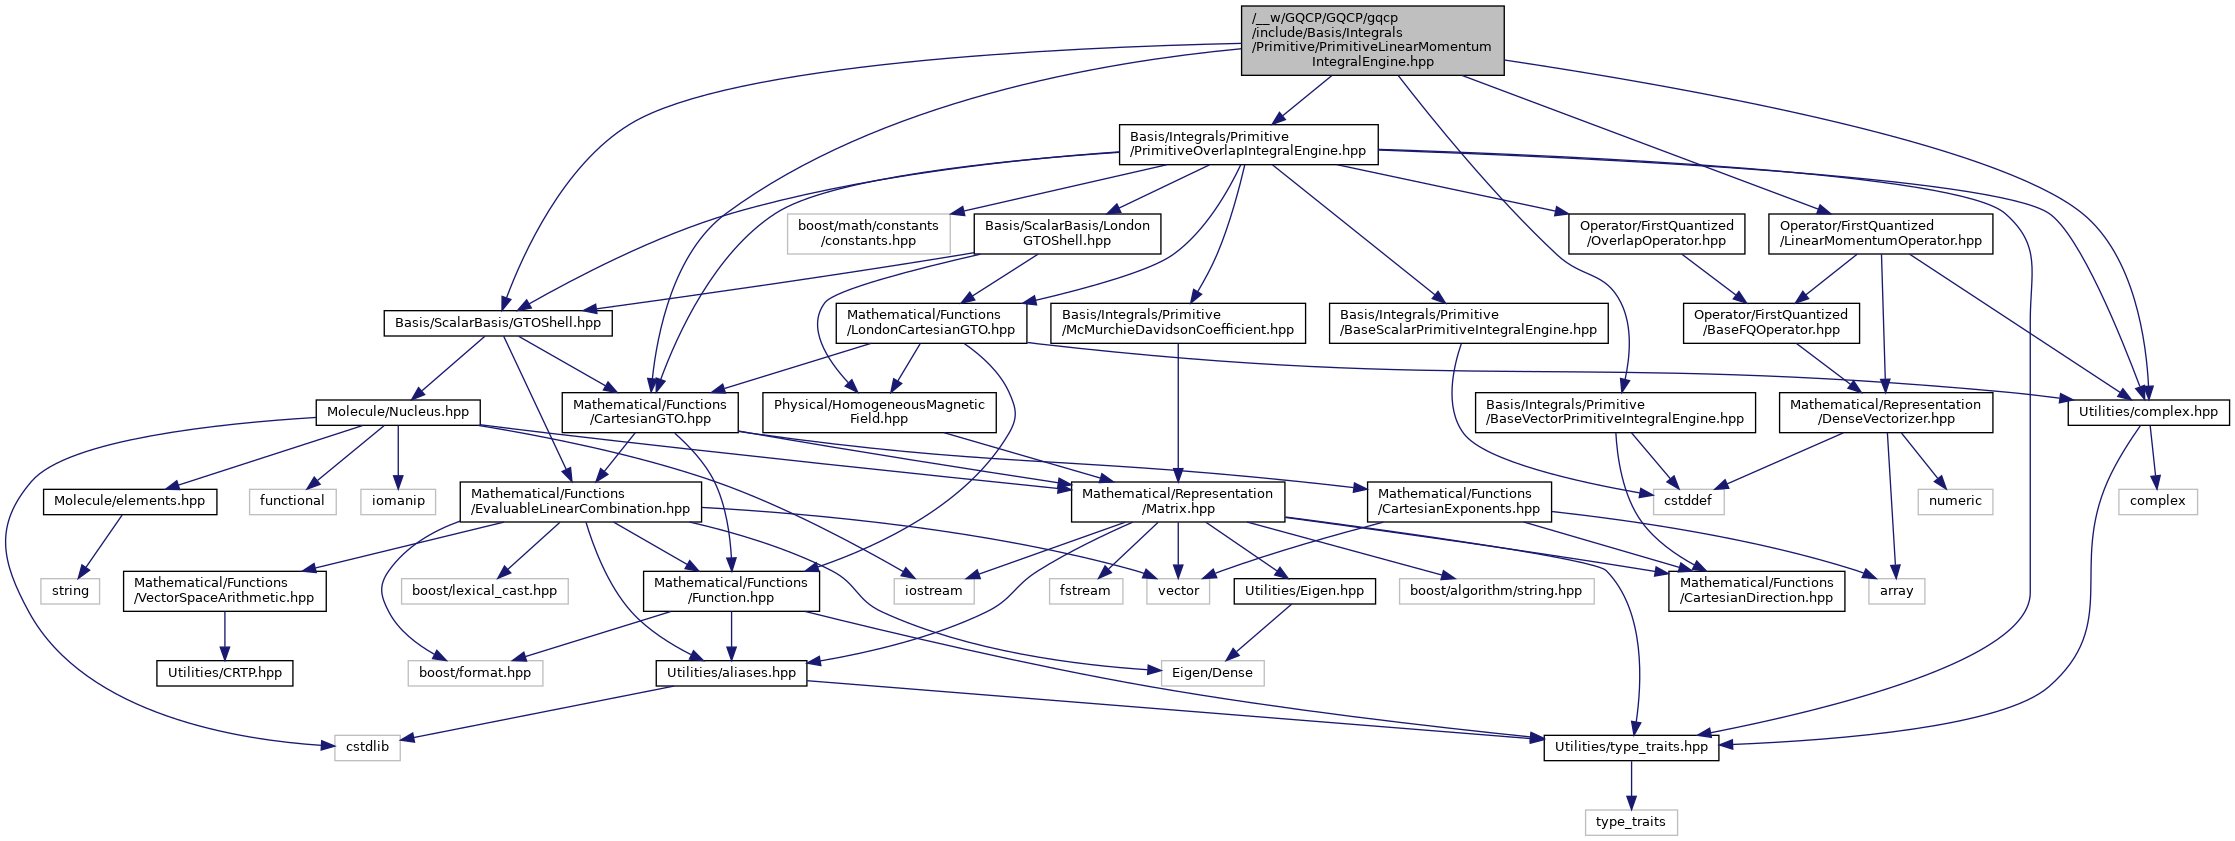 /__w/GQCP/GQCP/gqcp
/include/Basis/Integrals
/Primitive/PrimitiveLinearMomentum
IntegralEngine.hpp
Basis/Integrals/Primitive
/PrimitiveOverlapIntegralEngine.hpp
boost/math/constants
/constants.hpp
Basis/ScalarBasis/London
GTOShell.hpp
Operator/FirstQuantized
/OverlapOperator.hpp
Operator/FirstQuantized
/LinearMomentumOperator.hpp
Basis/ScalarBasis/GTOShell.hpp
Mathematical/Functions
/LondonCartesianGTO.hpp
Basis/Integrals/Primitive
/McMurchieDavidsonCoefficient.hpp
Basis/Integrals/Primitive
/BaseScalarPrimitiveIntegralEngine.hpp
Operator/FirstQuantized
/BaseFQOperator.hpp
Molecule/Nucleus.hpp
Mathematical/Functions
/CartesianGTO.hpp
Physical/HomogeneousMagnetic
Field.hpp
Basis/Integrals/Primitive
/BaseVectorPrimitiveIntegralEngine.hpp
Mathematical/Representation
/DenseVectorizer.hpp
Utilities/complex.hpp
Molecule/elements.hpp
functional
iomanip
Mathematical/Functions
/EvaluableLinearCombination.hpp
Mathematical/Representation
/Matrix.hpp
Mathematical/Functions
/CartesianExponents.hpp
cstddef
numeric
complex
string
Mathematical/Functions
/VectorSpaceArithmetic.hpp
boost/lexical_cast.hpp
Mathematical/Functions
/Function.hpp
iostream
fstream
vector
Utilities/Eigen.hpp
boost/algorithm/string.hpp
Mathematical/Functions
/CartesianDirection.hpp
array
Utilities/CRTP.hpp
boost/format.hpp
Utilities/aliases.hpp
Eigen/Dense
cstdlib
Utilities/type_traits.hpp
type_traits